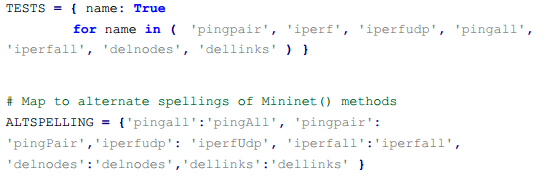 TESTS = { name: True
for name in ( 'pingpair', 'iperf', 'iperfudp', 'pingall',
'iperfall', 'delnodes', 'dellinks' ) }
# Map to alternate spellings of Mininet() methods
ALTSPELLING = {'pingall':'pingAll', 'pingpair':
'pingPair','iperfudp': 'iperfUdp', 'iperfall':'iperfall',
'delnodes':'delnodes','dellinks':'dellinks' }